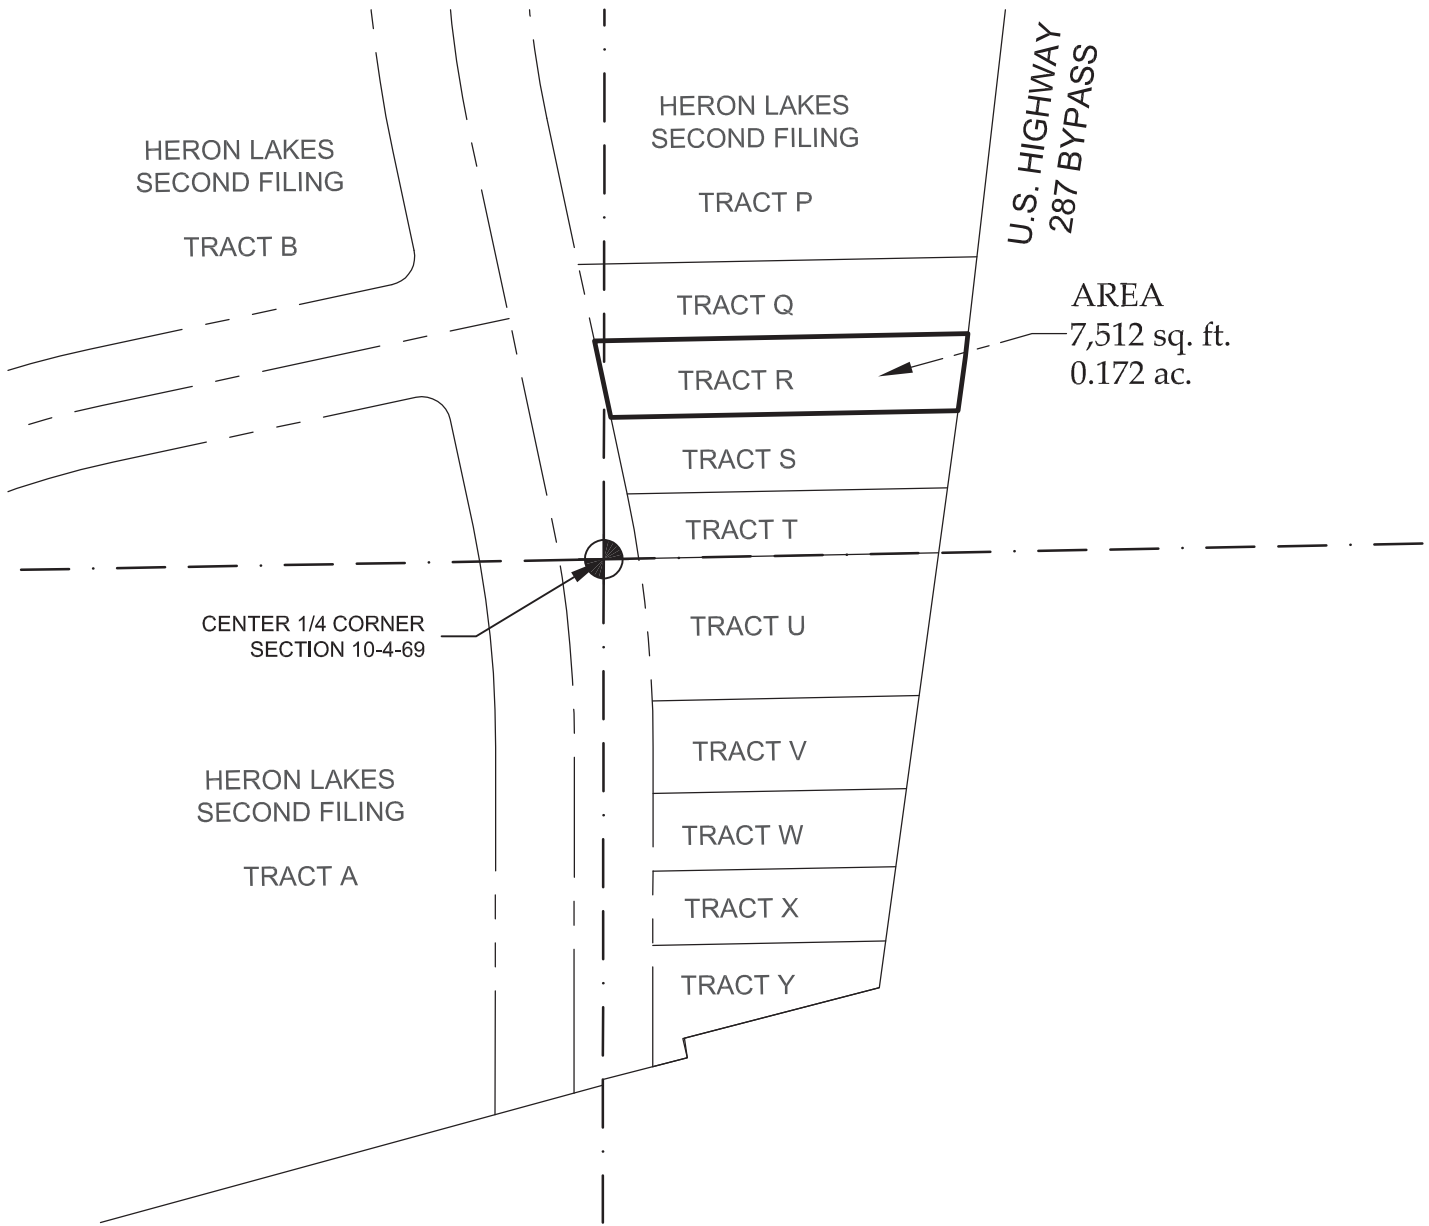 HERON LAKES
SECOND FILING
TRACT B
HERON LAKES
SECOND FILING
TRACT P
U.S. HIGHWAY
287 BYPASS
TRACT Q
AREA
7,512 sq. ft.
0.172 ac.
TRACT R
TRACT S
TRACT T
CENTER 1/4 CORNER
SECTION 10-4-69
TRACT U
TRACT V
HERON LAKES
SECOND FILING
TRACT A
TRACT W
TRACT X
TRACT Y